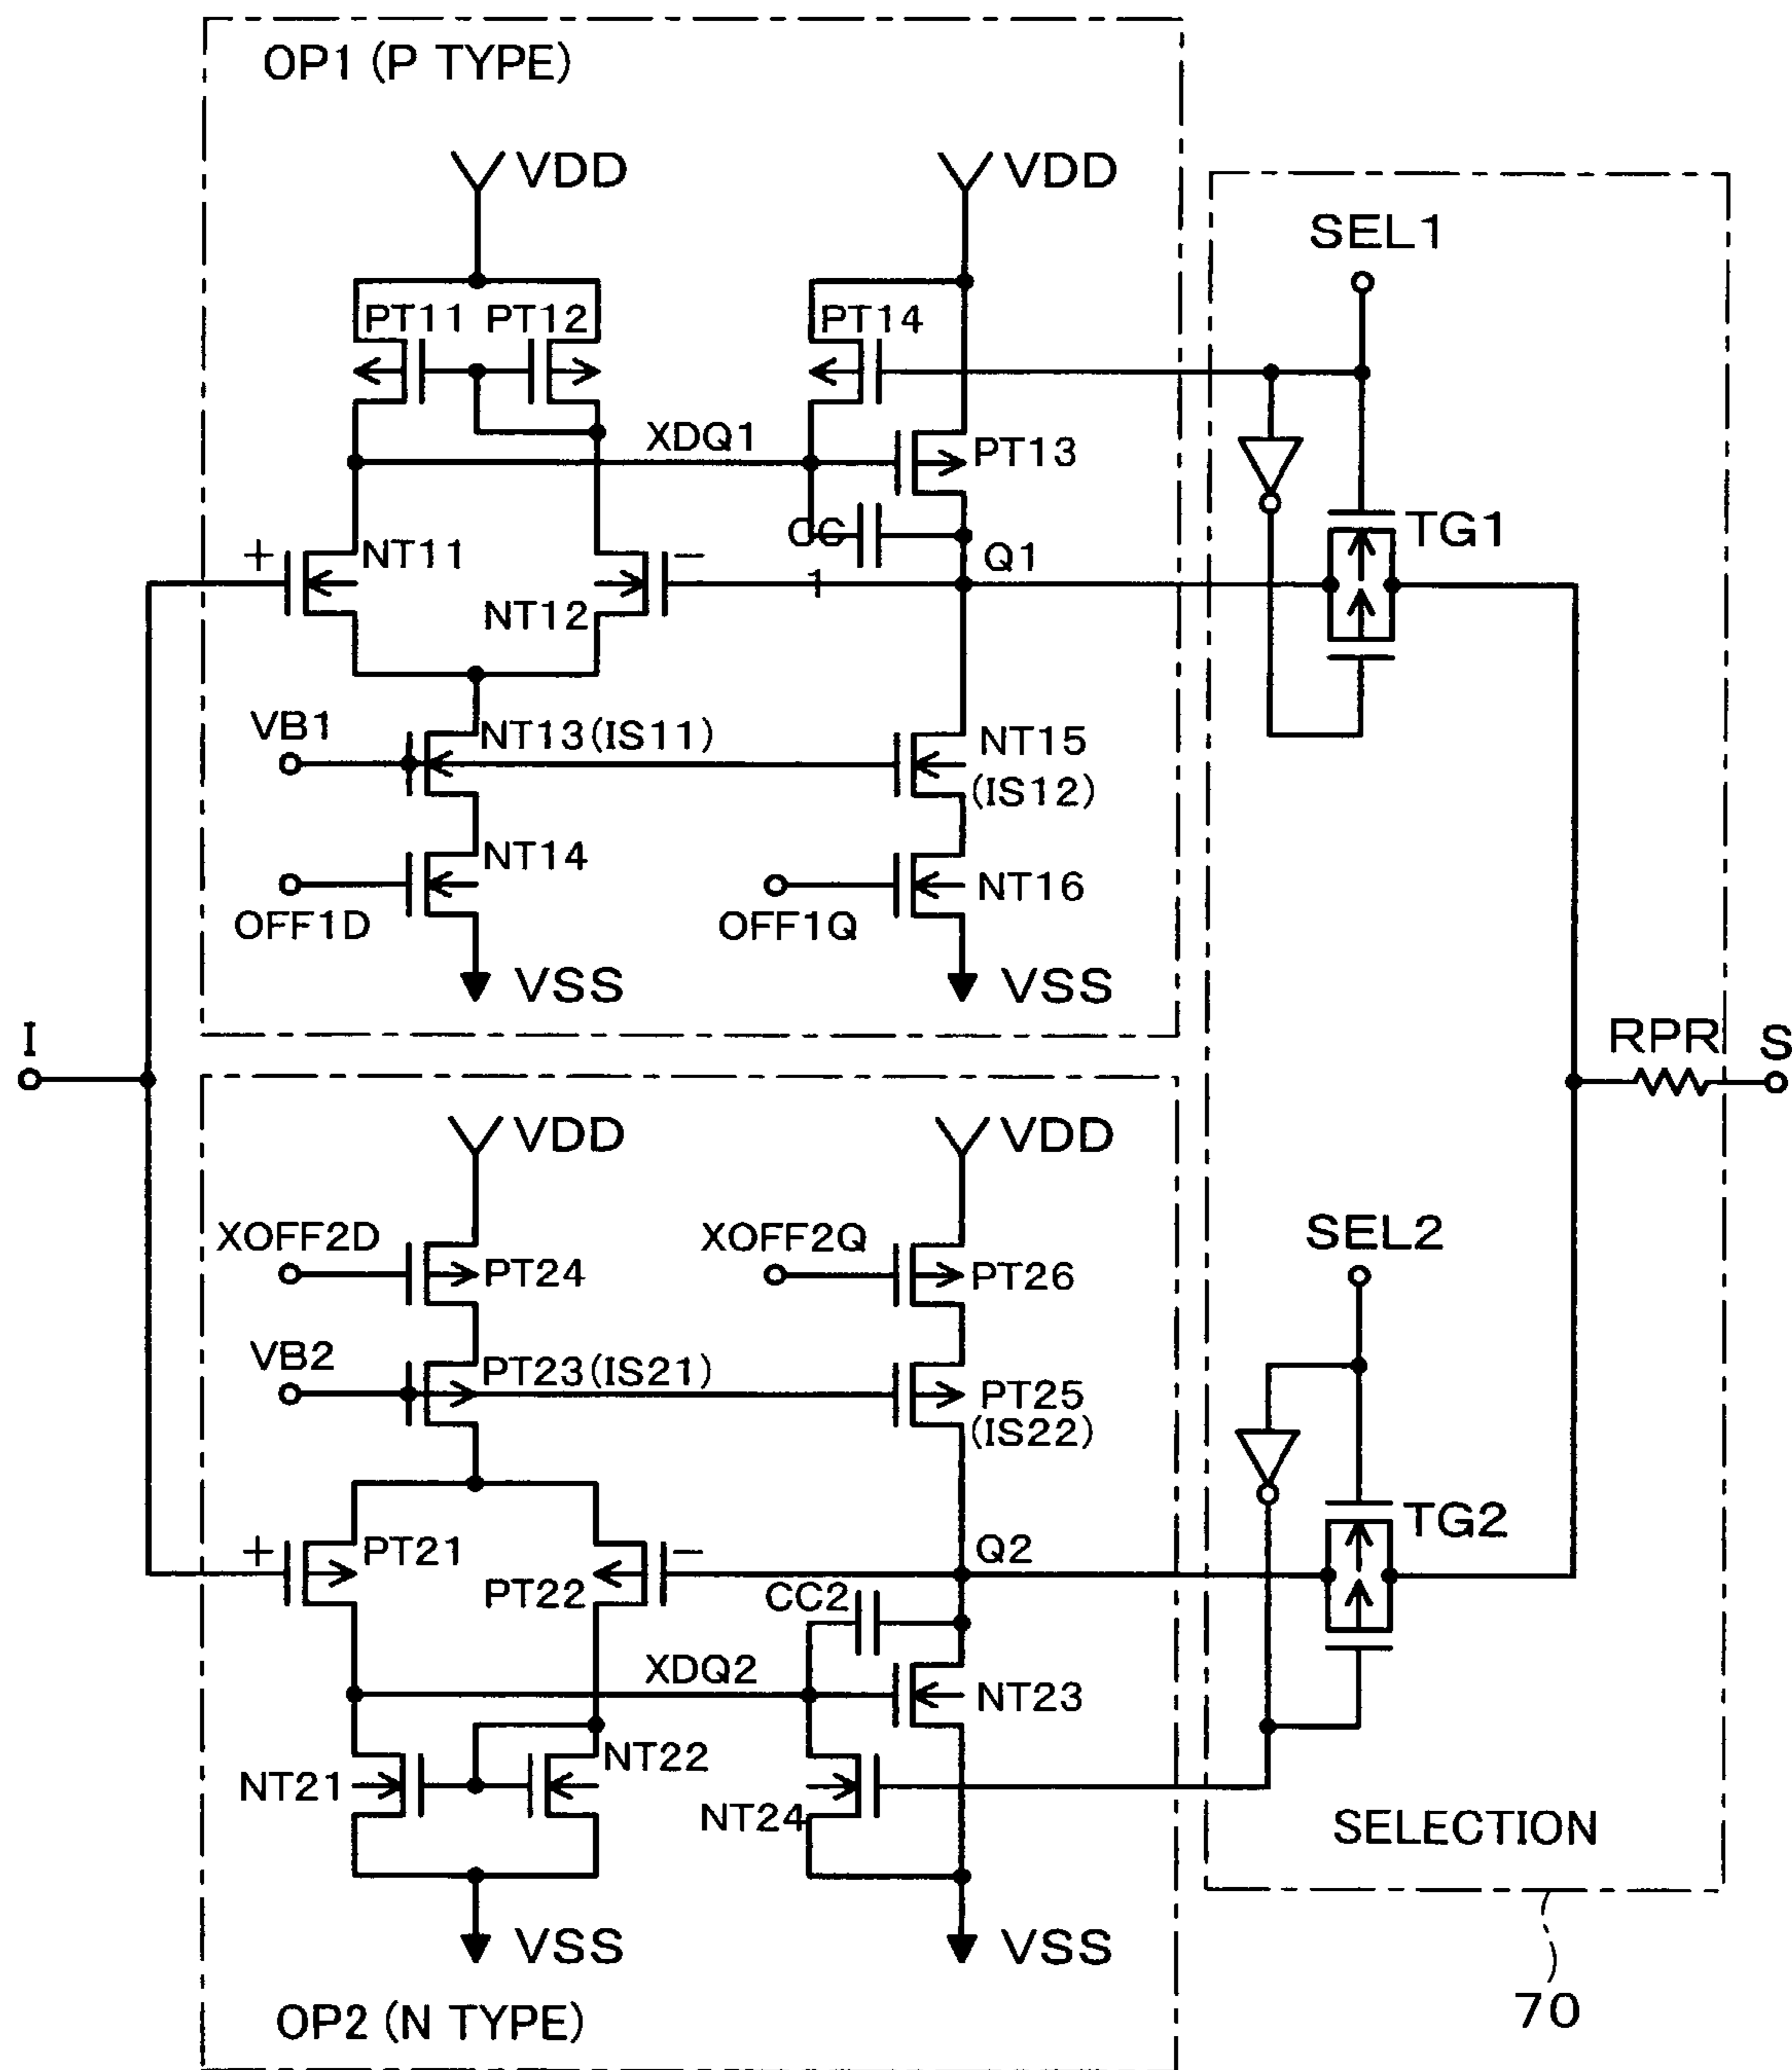 OP1 (P TYPE)
VDD
VDD
SEL1
PT11
PT12
PT14
XDQ1
PT13
CC
1
Q1
TG1
+
NT11
NT12
−
VB1
NT13(IS11)
NT15
(IS12)
NT14
NT16
OFF1D
OFF1Q
VSS
VSS
I
RPR
S
VDD
VDD
XOFF2D
XOFF2Q
SEL2
PT24
PT26
VB2
PT23(IS21)
PT25
(IS22)
+
PT21
PT22
−
Q2
TG2
CC2
XDQ2
NT23
NT21
NT22
NT24
SELECTION
VSS
VSS
70
OP2 (N TYPE)